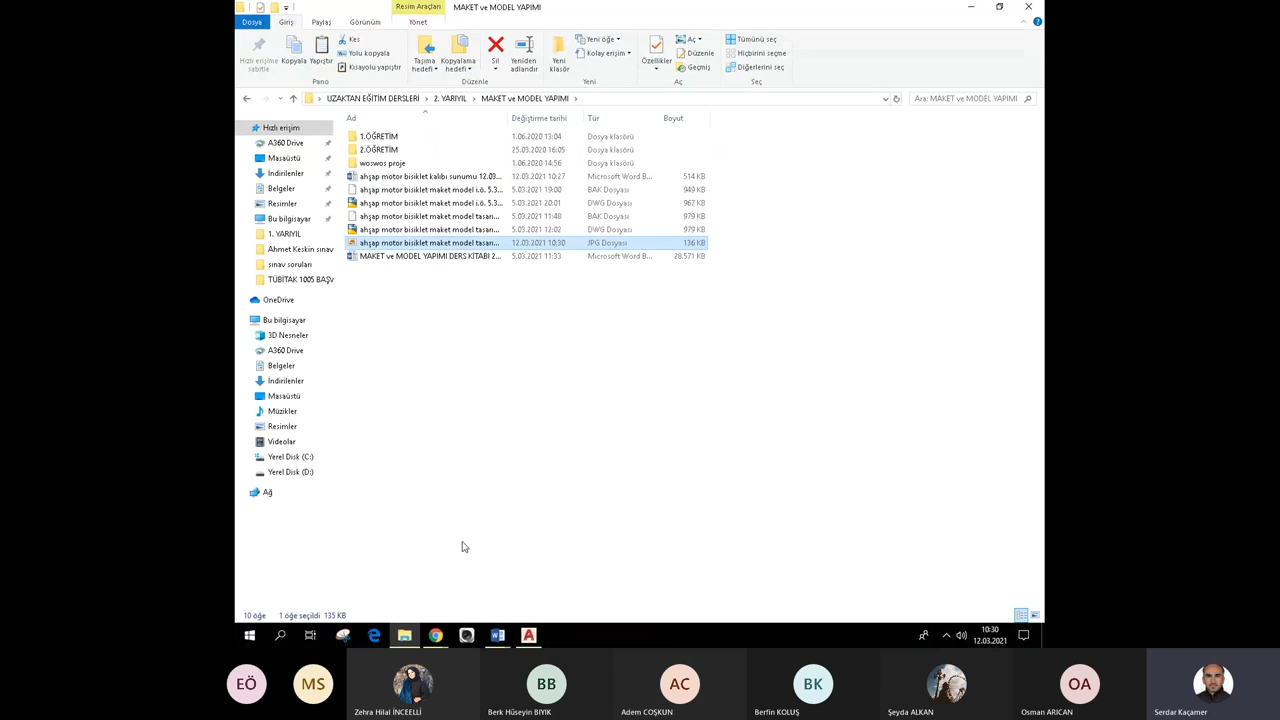 Resim Araçları MAKET ve MODEL YAPIMI
Dosya Giriş Paylaş Görünüm Yönet
Hızlı erişime sabitle
Kopyala
Yapıştır
Kes
Yolu kopyala
Kısayolu yapıştır
Taşıma hedefi
Kopyalama hedefi
Sil
Yeniden adlandır
Yeni klasör
Yeni öğe
Kolay erişim
Özellikler
Aç
Düzenle
Geçmiş
Tümünü seç
Hiçbirini seçme
Diğerlerini seç
Pano Düzenle Yeni Aç Seç
UZAKTAN EĞİTİM DERSLERİ > 2. YARIYIL > MAKET ve MODEL YAPIMI >
Ara: MAKET ve MODEL YAPIMI
Ad Değiştirme tarihi Tür Boyut
1.ÖĞRETİM 1.06.2020 13:04 Dosya klasörü
2.ÖĞRETİM 25.03.2020 16:05 Dosya klasörü
woswos proje 1.06.2020 14:56 Dosya klasörü
ahşap motor bisiklet kalıbı sunumu 12.03... 12.03.2021 10:27 Microsoft Word B... 514 KB
ahşap motor bisiklet maket model i.ö. 5.3... 5.03.2021 19:00 BAK Dosyası 949 KB
ahşap motor bisiklet maket model i.ö. 5.3... 5.03.2021 20:01 DWG Dosyası 967 KB
ahşap motor bisiklet maket model tasarı... 5.03.2021 11:48 BAK Dosyası 979 KB
ahşap motor bisiklet maket model tasarı... 5.03.2021 12:02 DWG Dosyası 979 KB
ahşap motor bisiklet maket model tasarı... 12.03.2021 10:30 JPG Dosyası 136 KB
MAKET ve MODEL YAPIMI DERS KİTABI 2... 5.03.2021 11:33 Microsoft Word B... 28.571 KB
Hızlı erişim
A360 Drive
Masaüstü
İndirilenler
Belgeler
Resimler
Bu bilgisayar
1. YARIYIL
Ahmet Keskin sınav
sınav soruları
TÜBİTAK 1005 BAŞV
OneDrive
Bu bilgisayar
3D Nesneler
A360 Drive
Belgeler
İndirilenler
Masaüstü
Müzikler
Resimler
Videolar
Yerel Disk (C:)
Yerel Disk (D:)
Ağ
10 öğe 1 öğe seçildi 135 KB
10:30
12.03.2021
EÖ MS BB AC BK OA
Zehra Hilal İNCEELLİ Berk Hüseyin BIYIK Adem COŞKUN Berfin KOLUŞ Şeyda ALKAN Osman ARICAN Serdar Kaçamer